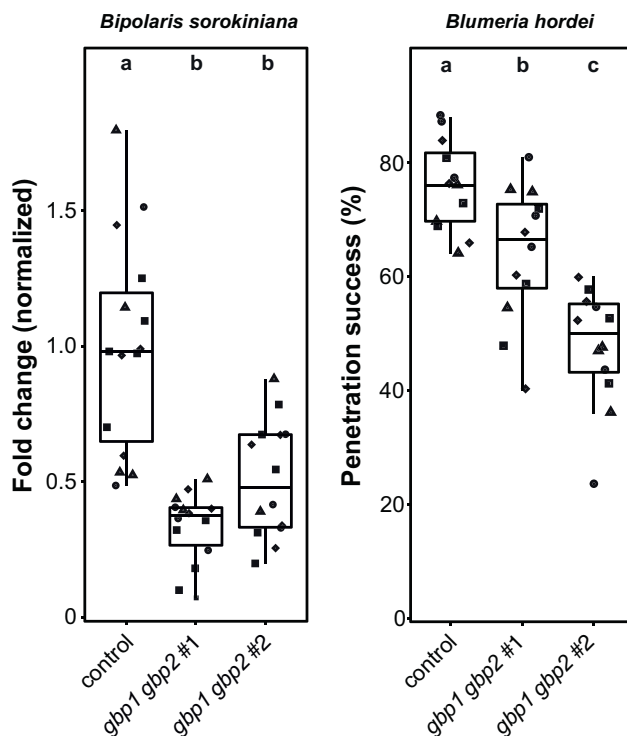 Bipolaris sorokiniana
a b b
Fold change (normalized)
1.5
1.0
0.5
0
control
gbp1 gbp2 #1
gbp1 gbp2 #2
Blumeria hordei
a b c
Penetration success (%)
80
60
40
20
0
control
gbp1 gbp2 #1
gbp1 gbp2 #2